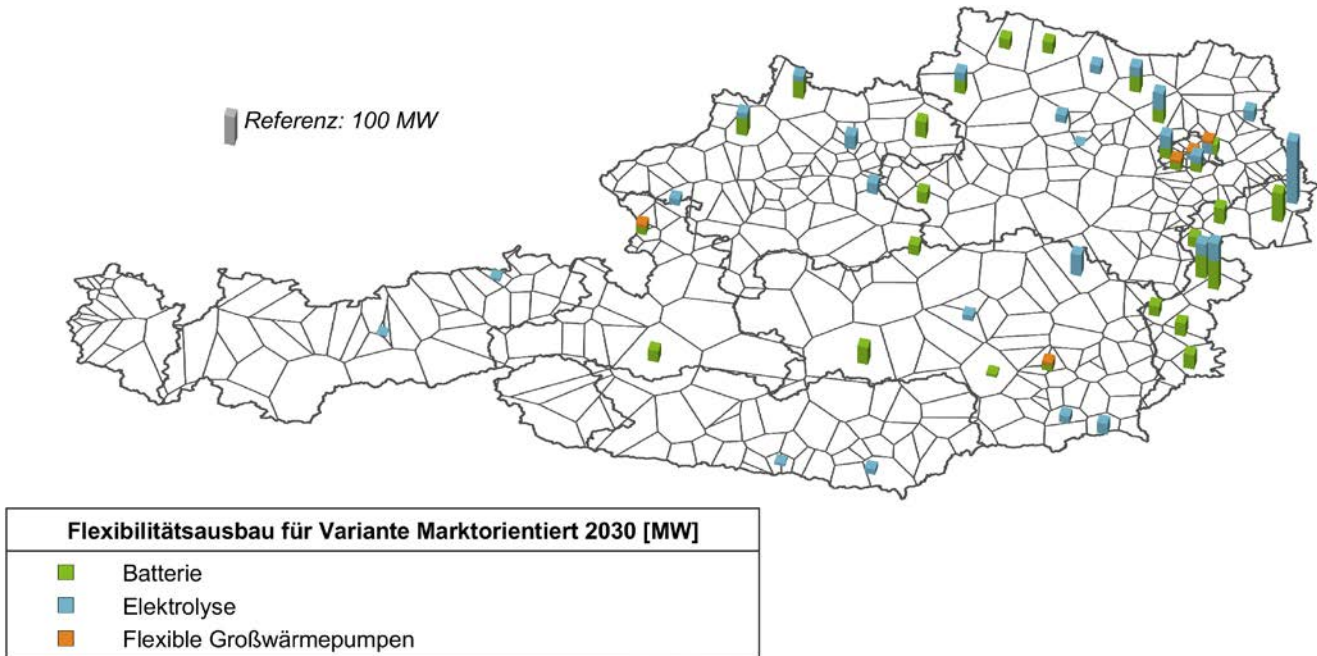 Referenz: 100 MW
Flexibilitätsausbau für Variante Marktorientiert 2030 [MW]
Batterie
Elektrolyse
Flexible Großwärmepumpen